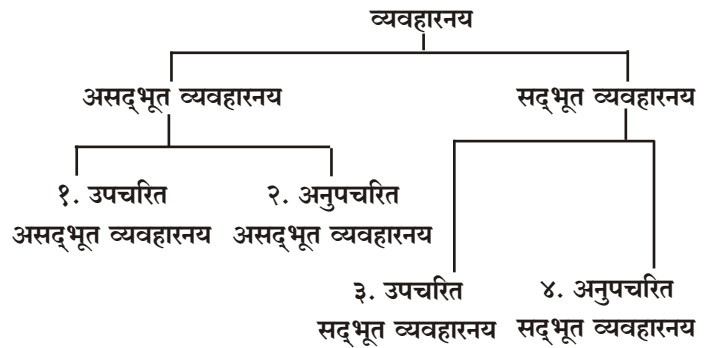 व्यवहारनय
असद्‌भूत व्यवहारनय
सद्‌भूत व्यवहारनय
१. उपचरित
असद्‌भूत व्यवहारनय
२. अनुपचरित
असद्‌भूत व्यवहारनय
३. उपचरित
सद्‌भूत व्यवहारनय
४. अनुपचरित
सद्‌भूत व्यवहारनय